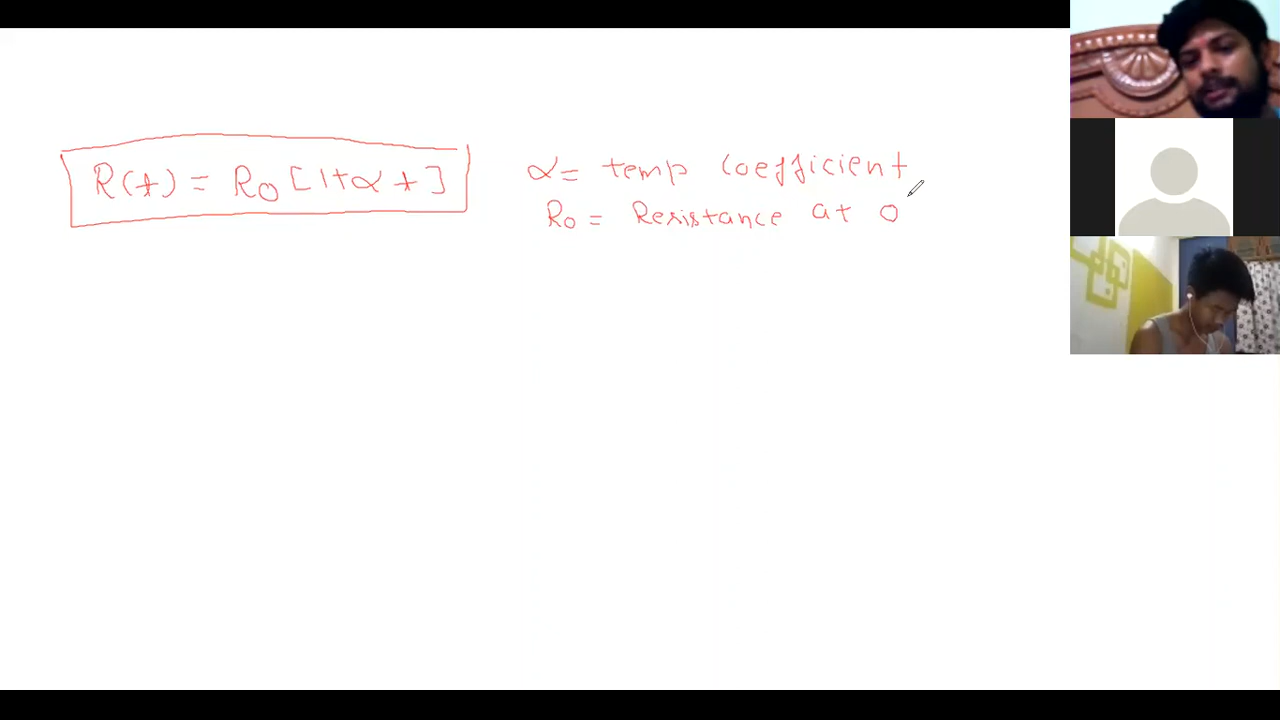 R(t) = R0 [1+α t]
α = temp coefficient
R0 = Resistance at 0